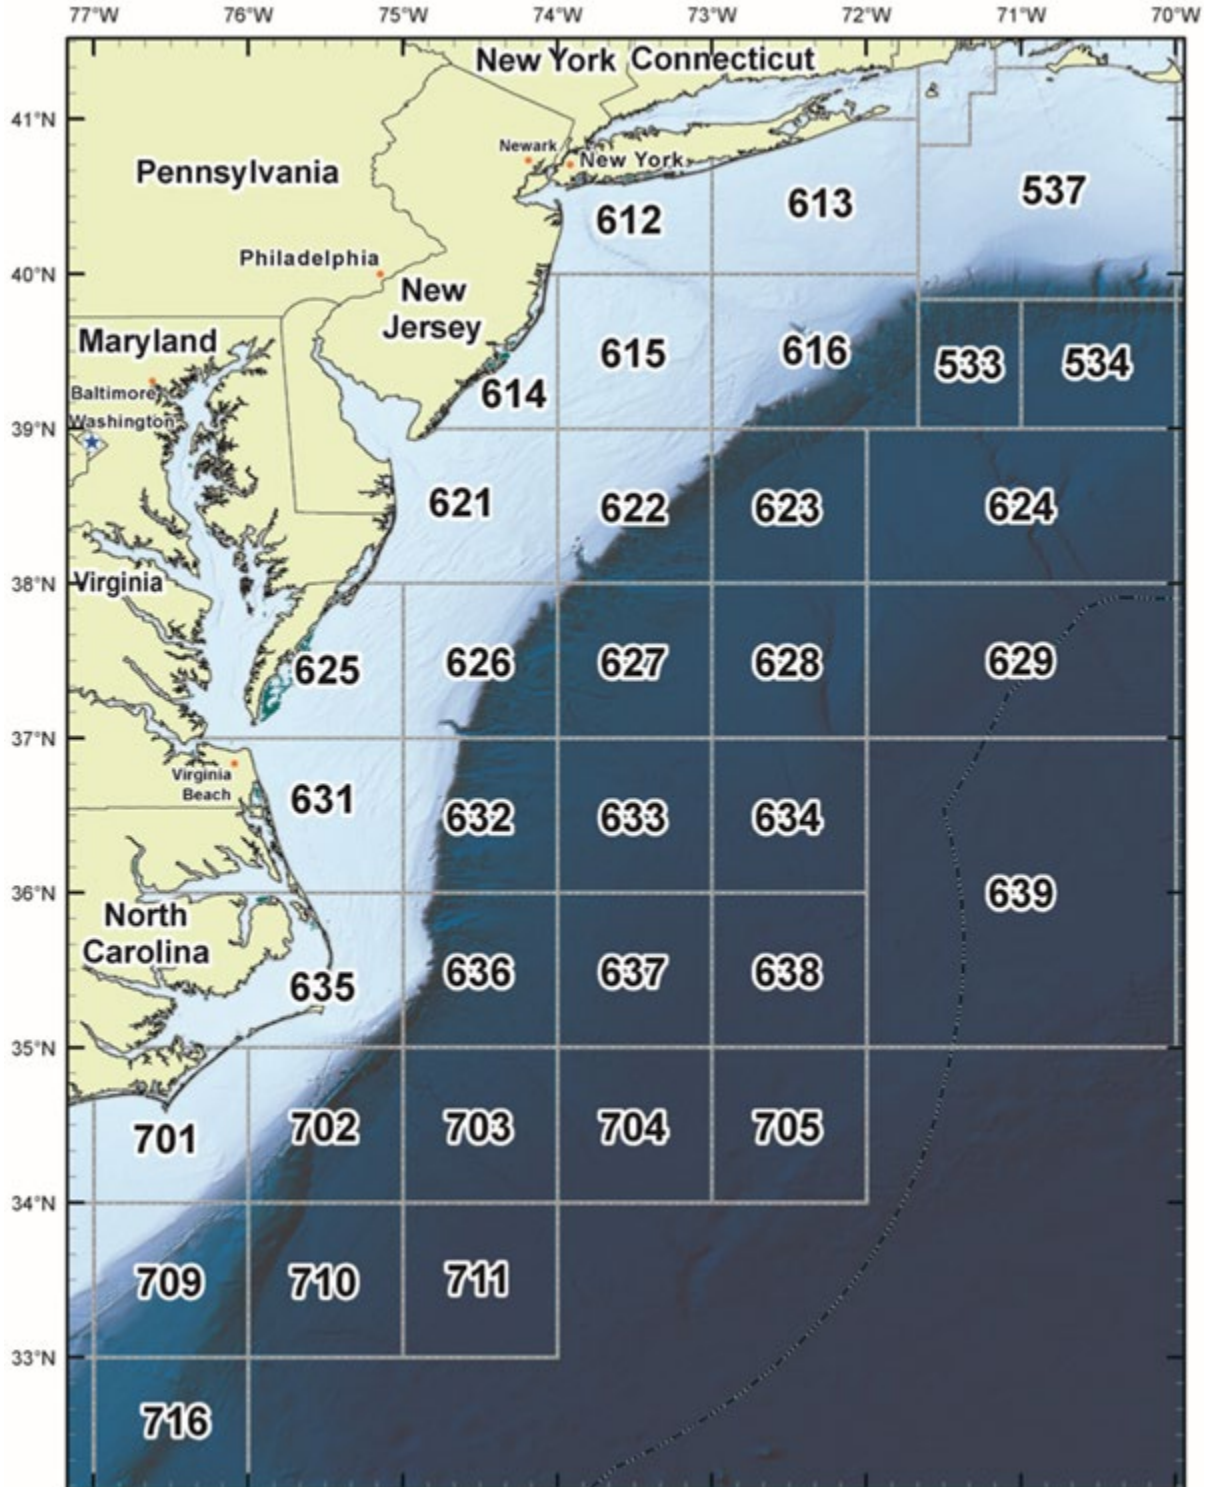 77°W 76°W 75°W 74°W 73°W 72°W 71°W 70°W
New York Connecticut
41°N
Newark
New York
Pennsylvania
537
613
612
Philadelphia
40°N
New
Jersey
Maryland
615
616
533
534
Baltimore
614
Washington
39°N
621
622
623
624
38°N
Virginia
625
626
627
628
629
37°N
Virginia
Beach
631
632
633
634
36°N
639
North
Carolina
635
636
637
638
35°N
701
702
703
704
705
34°N
709
710
711
33°N
716